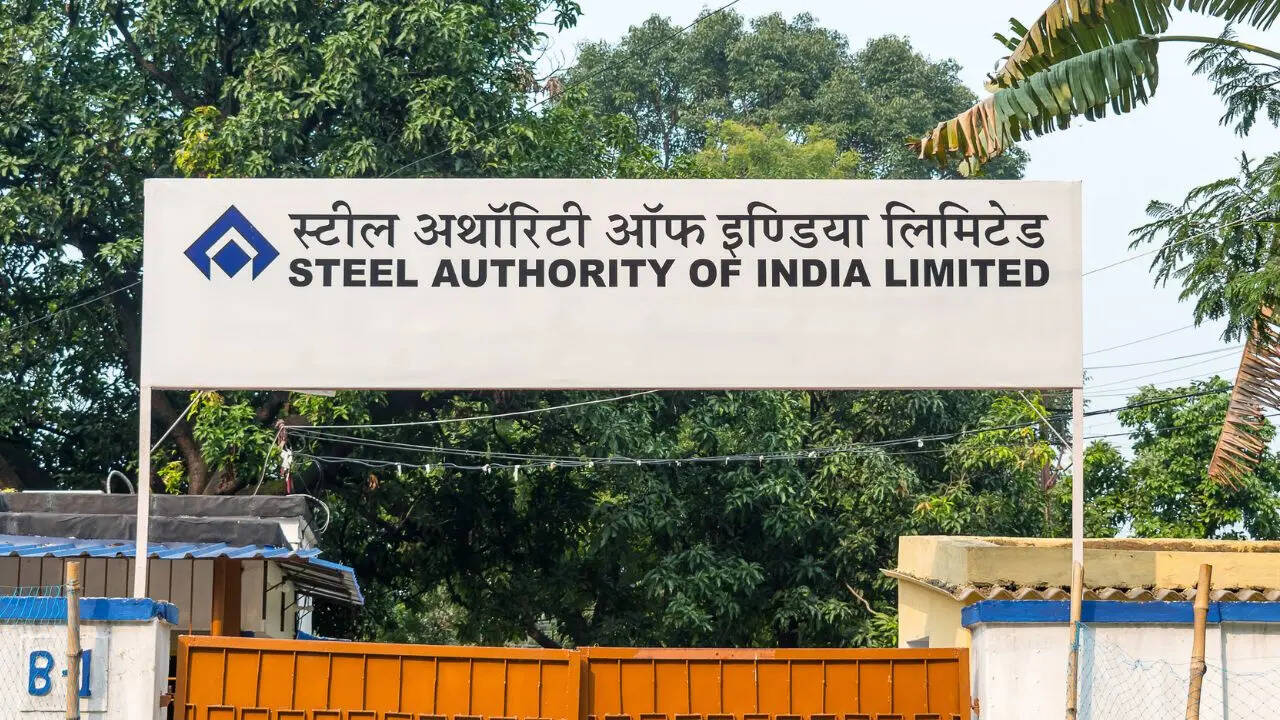 स्टील अथॉरिटी ऑफ इण्डिया लिमिटेड
STEEL AUTHORITY OF INDIA LIMITED
B-1